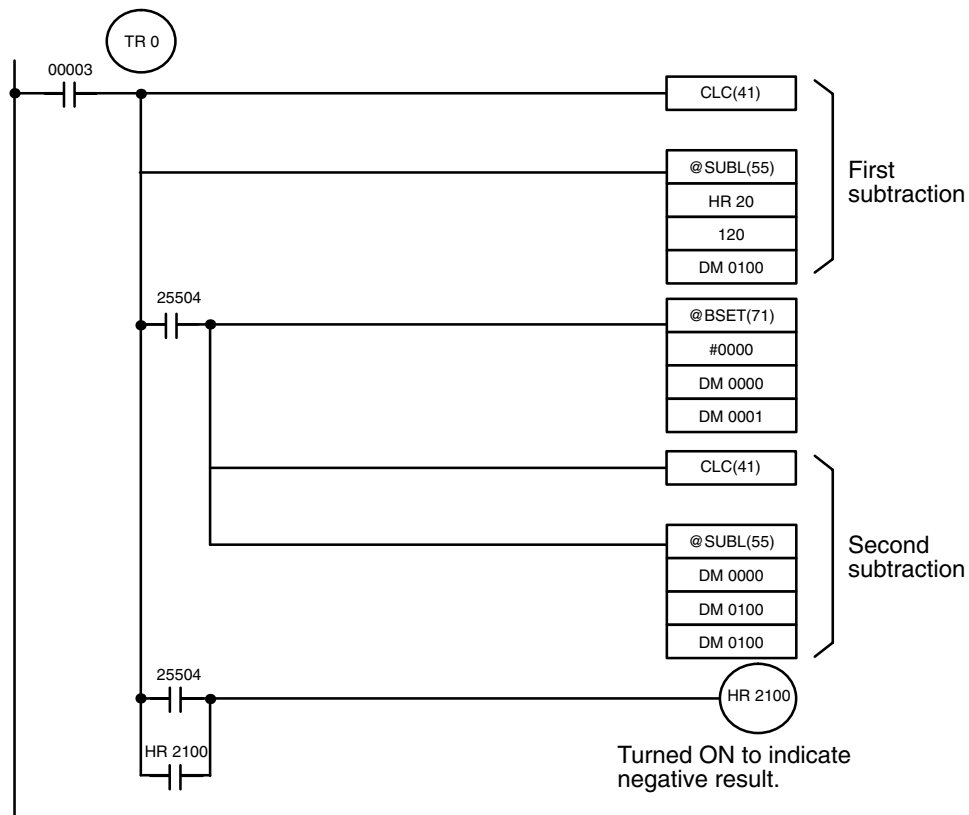 TR 0
00003
CLC(41)
@SUBL(55)
HR 20
120
DM 0100
First
subtraction
25504
@BSET(71)
#0000
DM 0000
DM 0001
CLC(41)
@SUBL(55)
DM 0000
DM 0100
DM 0100
Second
subtraction
25504
HR 2100
HR 2100
Turned ON to indicate
negative result.